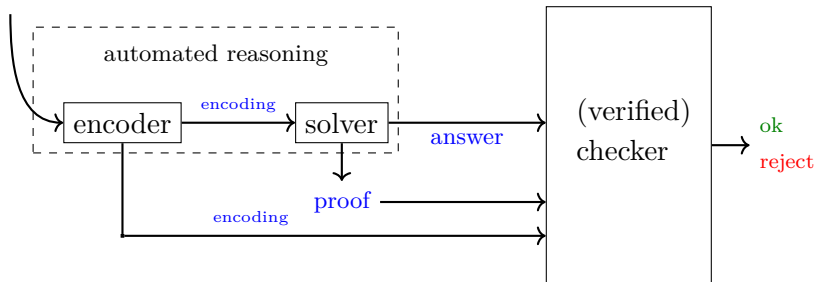 automated reasoning
encoding
encoder
solver
answer
(verified)
checker
ok
reject
proof
encoding